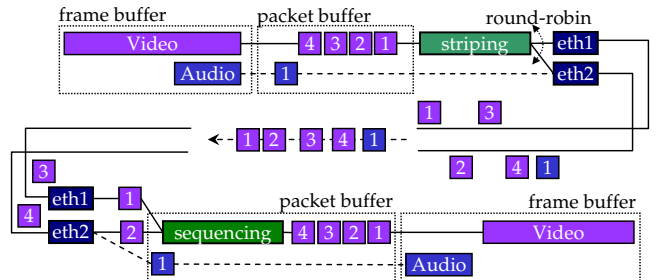 frame buffer packet buffer round-robin
Video 4 3 2 1 striping eth1
Audio 1 eth2
1 3
1 2 3 4 1
3 2 4 1
eth1 1 packet buffer frame buffer
4 eth2 2 sequencing 4 3 2 1 Video
1 Audio